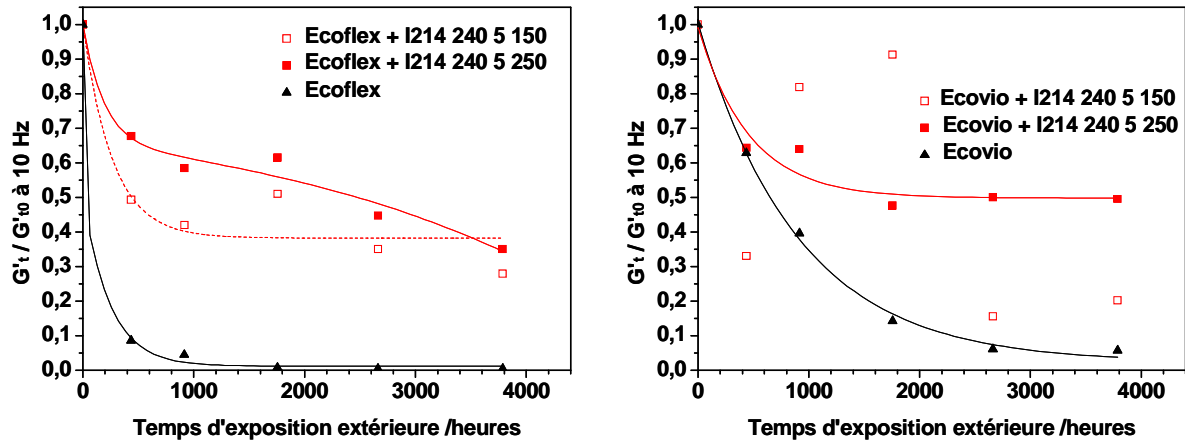 1,0
0,9
0,8
0,7
0,6
0,5
0,4
0,3
0,2
0,1
0,0
G't / G't0 à 10 Hz
Ecoflex + I214 240 5 150
Ecoflex + I214 240 5 250
Ecoflex
0 1000 2000 3000 4000
Temps d'exposition extérieure /heures
1,0
0,9
0,8
0,7
0,6
0,5
0,4
0,3
0,2
0,1
0,0
G't / G't0 à 10 Hz
Ecovio + I214 240 5 150
Ecovio + I214 240 5 250
Ecovio
0 1000 2000 3000 4000
Temps d'exposition extérieure /heures